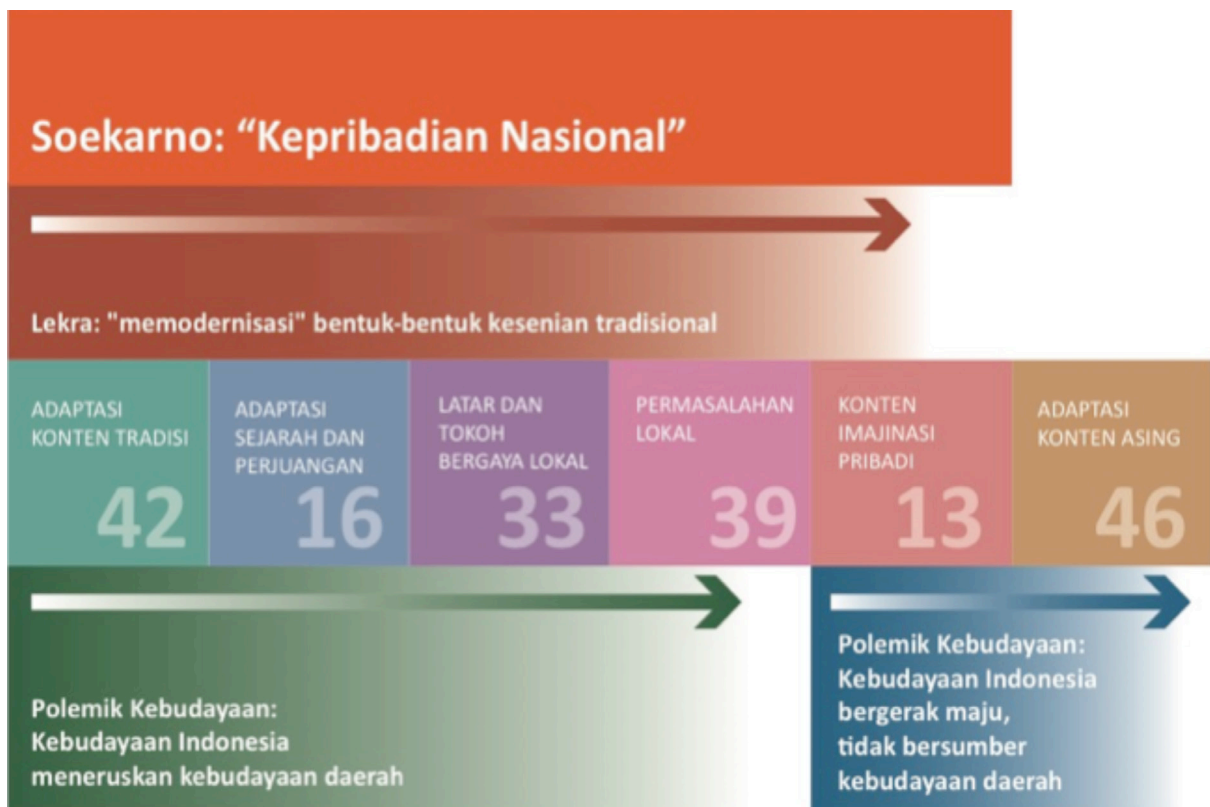 Soekarno: “Kepribadian Nasional”
Lekra: "memodernisasi" bentuk-bentuk kesenian tradisional
ADAPTASI
KONTEN TRADISI
42
ADAPTASI
SEJARAH DAN
PERJUANGAN
16
LATAR DAN
TOKOH
BERGAYA LOKAL
33
PERMASALAHAN
LOKAL
39
KONTEN
IMAJINASI
PRIBADI
13
ADAPTASI
KONTEN ASING
46
Polemik Kebudayaan:
Kebudayaan Indonesia
meneruskan kebudayaan daerah
Polemik Kebudayaan:
Kebudayaan Indonesia
bergerak maju,
tidak bersumber
kebudayaan daerah